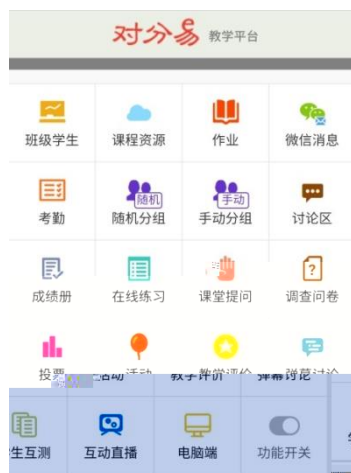 对分易 教学平台
班级学生 课程资源 作业 微信消息
随机 手动
考勤 随机分组 手动分组 讨论区
成绩册 在线练习 课堂提问 调查问卷
投票 活动 教学评价 弹幕讨论
生互测 互动直播 电脑端 功能开关